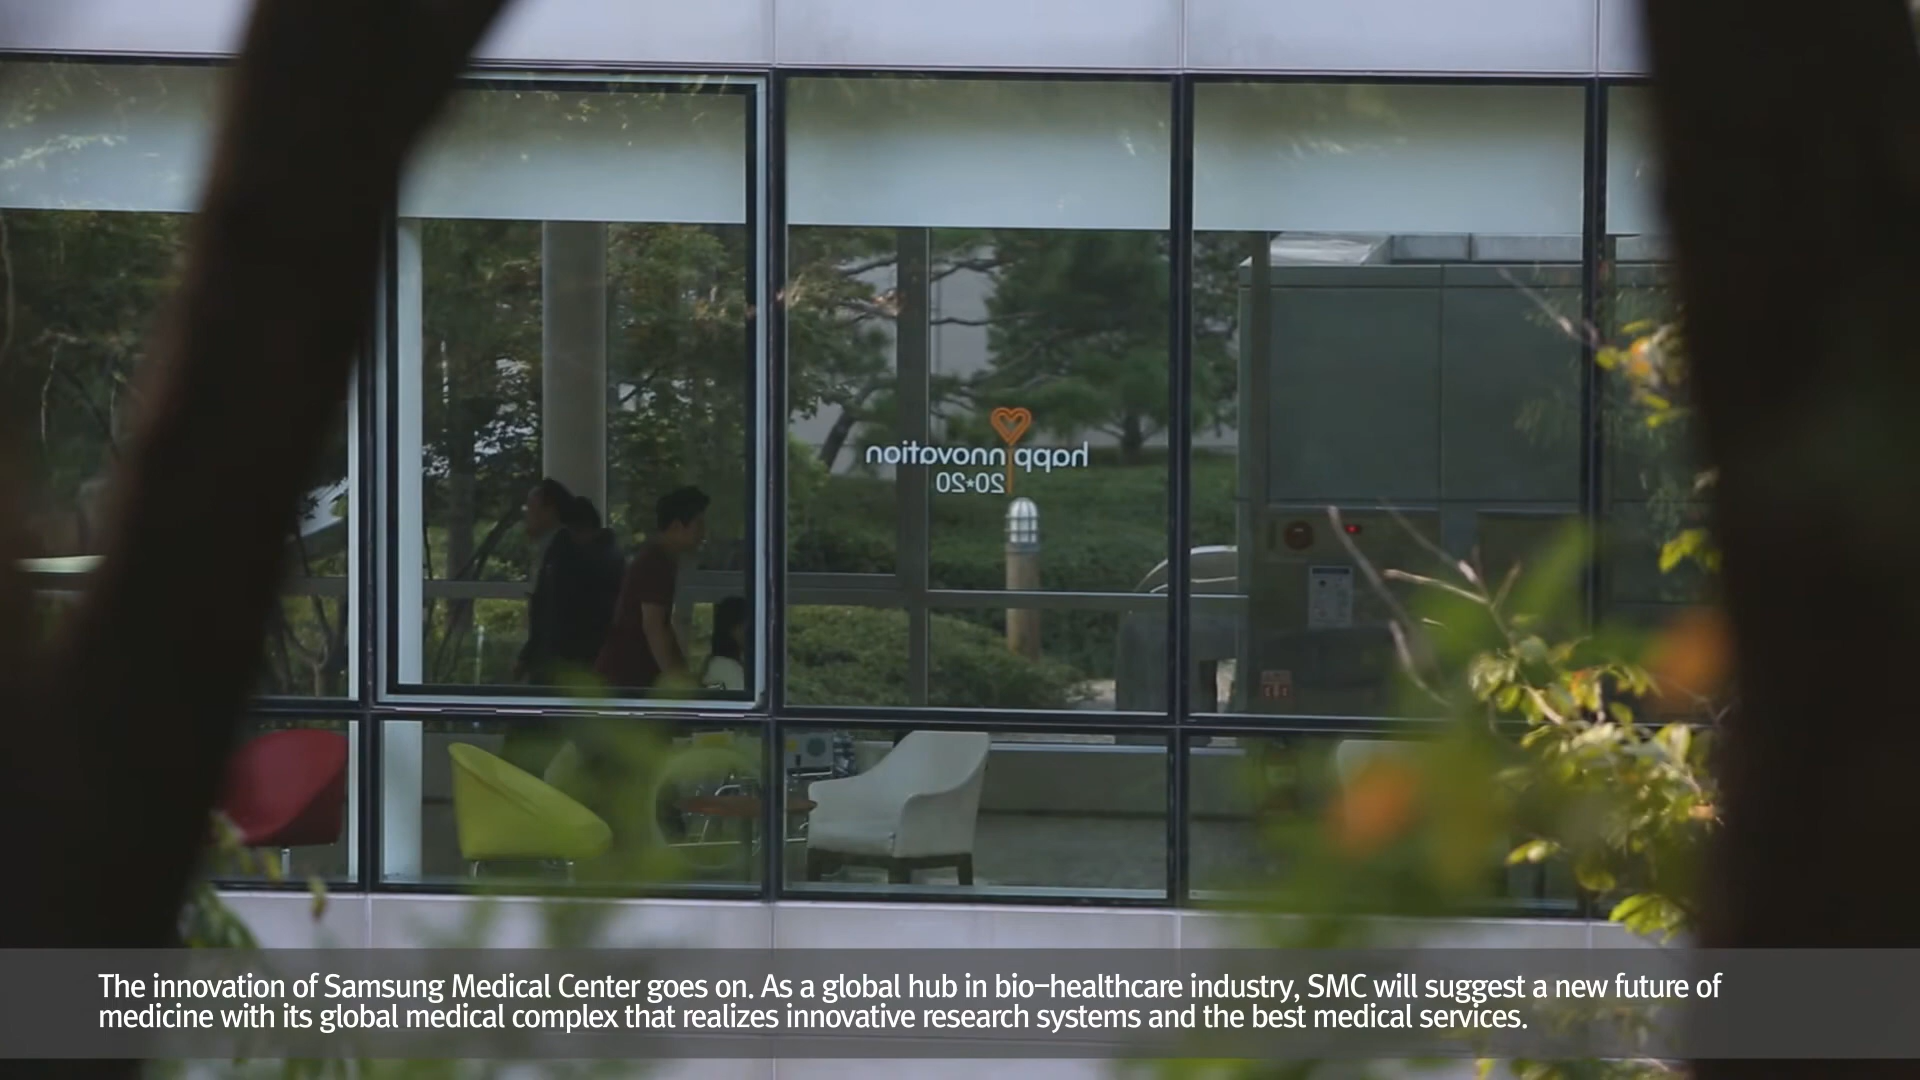 happınnovation
20*20
The innovation of Samsung Medical Center goes on. As a global hub in bio-healthcare industry, SMC will suggest a new future of
medicine with its global medical complex that realizes innovative research systems and the best medical services.